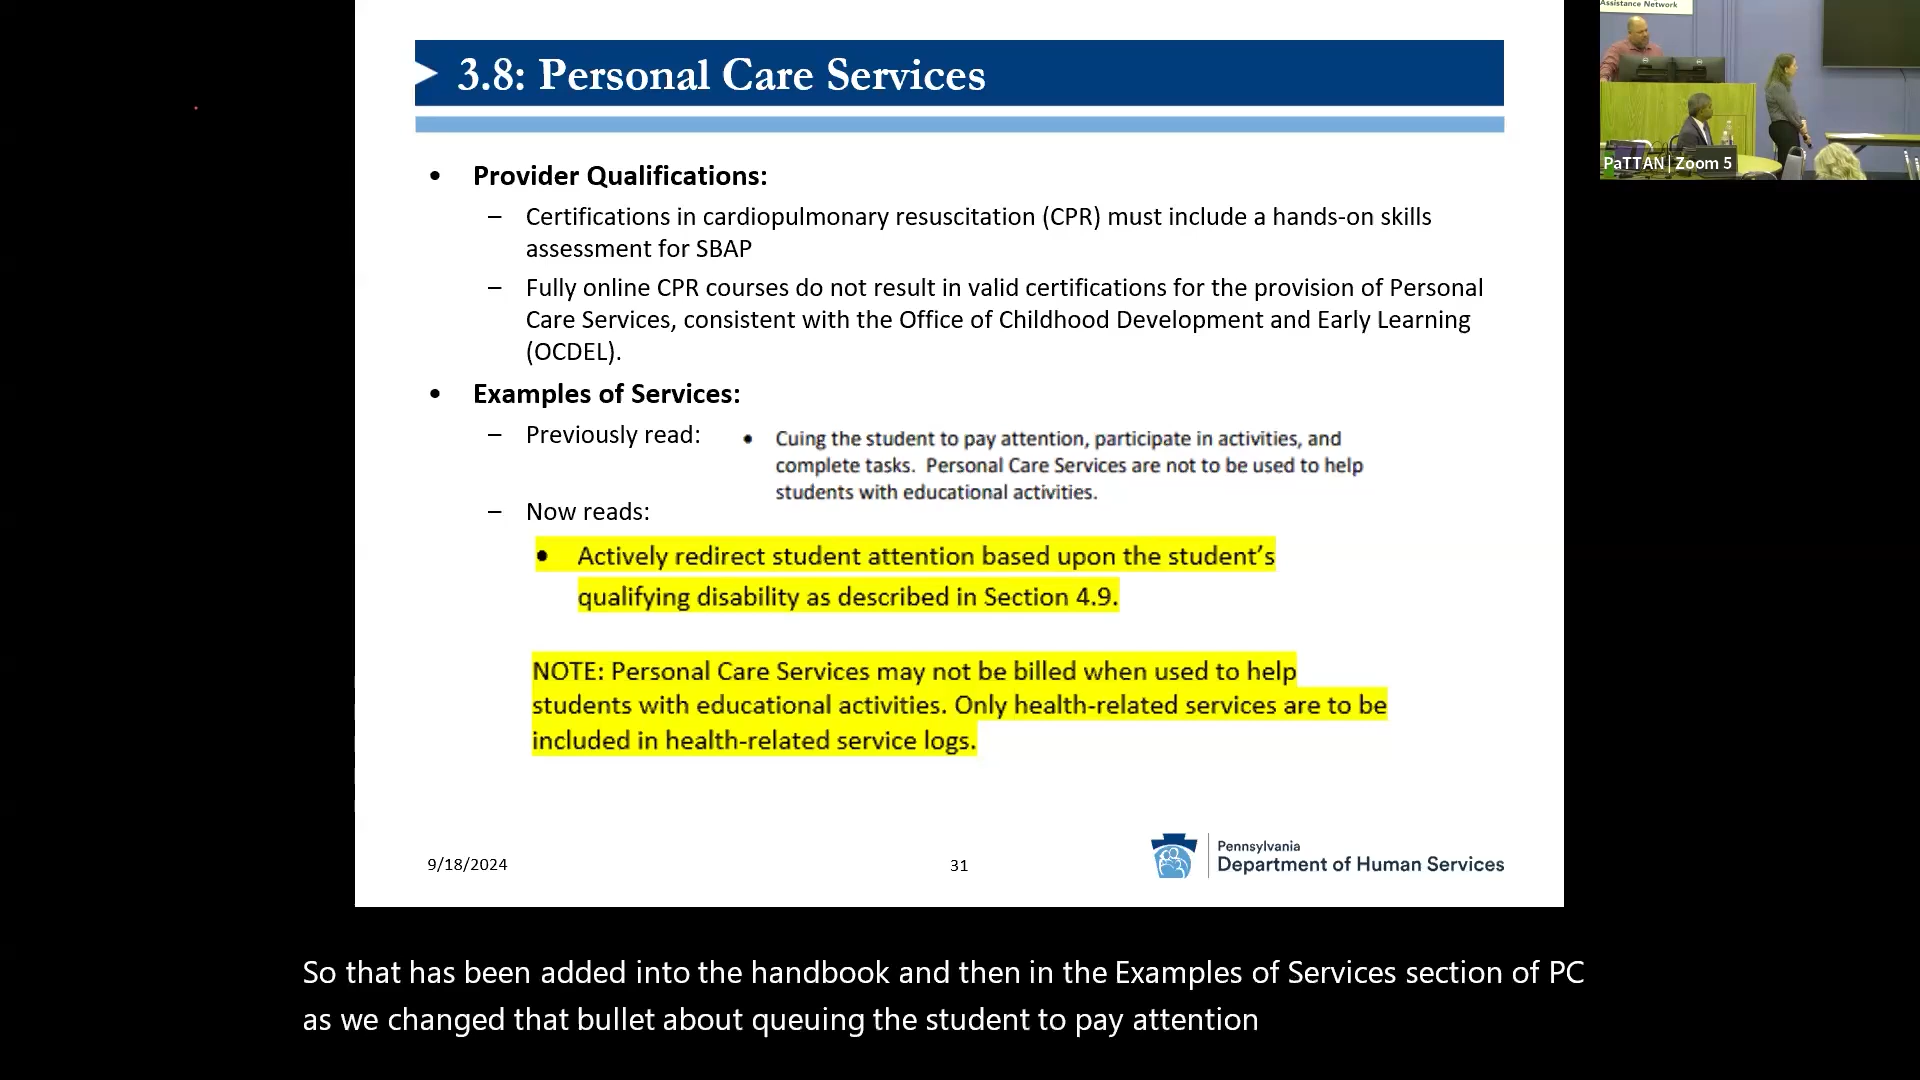 Assistance Network
3.8: Personal Care Services
PaTTAN | Zoom 5
• Provider Qualifications:
– Certifications in cardiopulmonary resuscitation (CPR) must include a hands-on skills
assessment for SBAP
– Fully online CPR courses do not result in valid certifications for the provision of Personal
Care Services, consistent with the Office of Childhood Development and Early Learning
(OCDEL).
• Examples of Services:
– Previously read:
• Cuing the student to pay attention, participate in activities, and
complete tasks. Personal Care Services are not to be used to help
students with educational activities.
– Now reads:
• Actively redirect student attention based upon the student’s
qualifying disability as described in Section 4.9.
NOTE: Personal Care Services may not be billed when used to help
students with educational activities. Only health-related services are to be
included in health-related service logs.
9/18/2024
31
Pennsylvania
Department of Human Services
So that has been added into the handbook and then in the Examples of Services section of PC
as we changed that bullet about queuing the student to pay attention